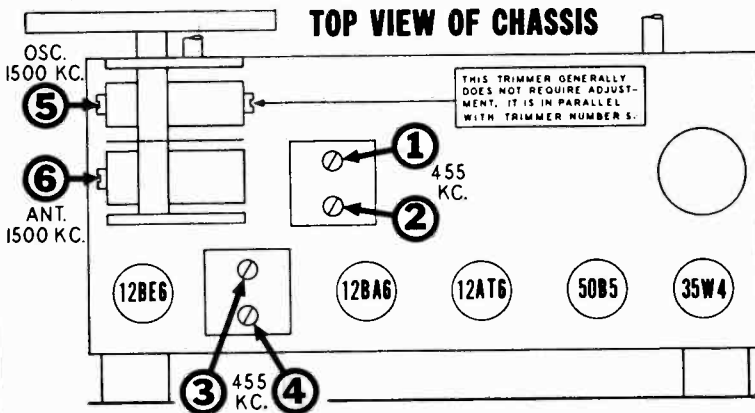 TOP VIEW OF CHASSIS
OSC.
1500 KC.
5
THIS TRIMMER GENERALLY
DOES NOT REQUIRE ADJUST-
MENT. IT IS IN PARALLEL
WITH TRIMMER NUMBER 5.
1
455
KC.
2
6
ANT.
1500 KC.
12BE6
12BA6
12AT6
50B5
35W4
3
455
KC.
4